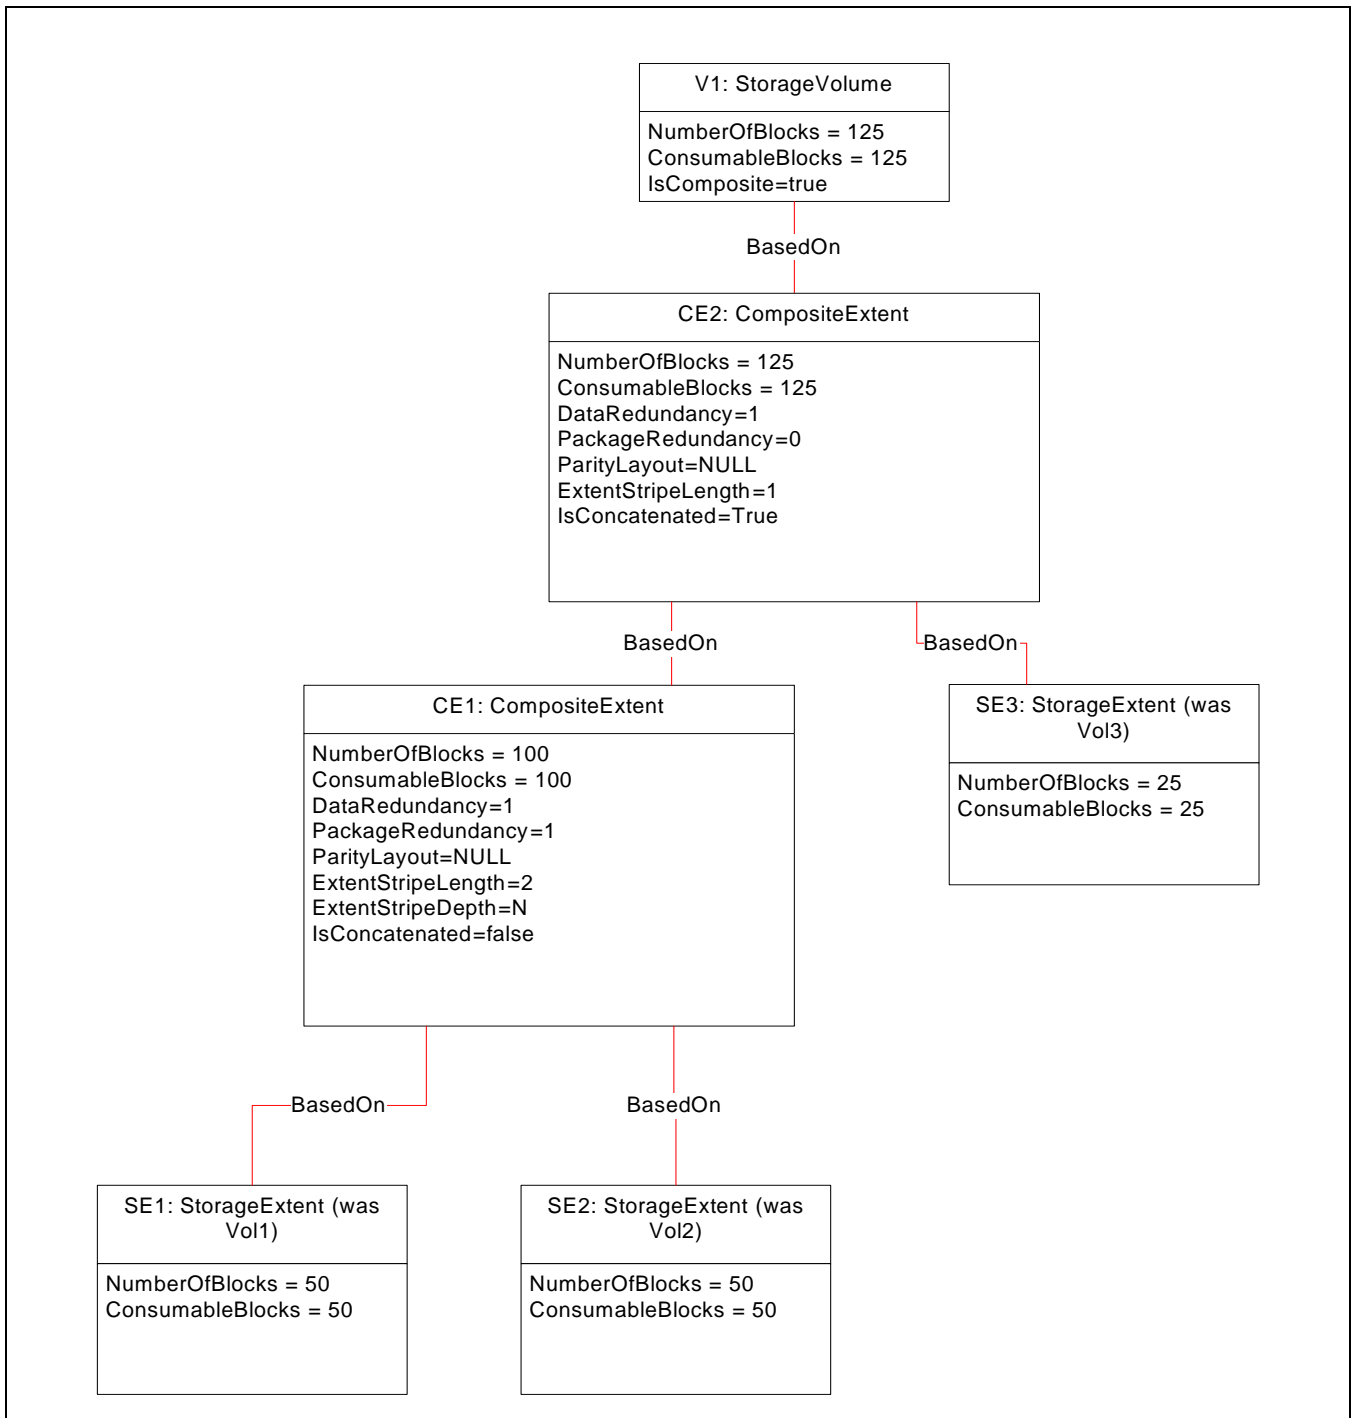 V1: StorageVolume
NumberOfBlocks = 125
ConsumableBlocks = 125
IsComposite=true
BasedOn
CE2: CompositeExtent
NumberOfBlocks = 125
ConsumableBlocks = 125
DataRedundancy=1
PackageRedundancy=0
ParityLayout=NULL
ExtentStripeLength=1
IsConcatenated=True
BasedOn
BasedOn
CE1: CompositeExtent
NumberOfBlocks = 100
ConsumableBlocks = 100
DataRedundancy=1
PackageRedundancy=1
ParityLayout=NULL
ExtentStripeLength=2
ExtentStripeDepth=N
IsConcatenated=false
SE3: StorageExtent (was
Vol3)
NumberOfBlocks = 25
ConsumableBlocks = 25
BasedOn
BasedOn
SE1: StorageExtent (was
Vol1)
NumberOfBlocks = 50
ConsumableBlocks = 50
SE2: StorageExtent (was
Vol2)
NumberOfBlocks = 50
ConsumableBlocks = 50